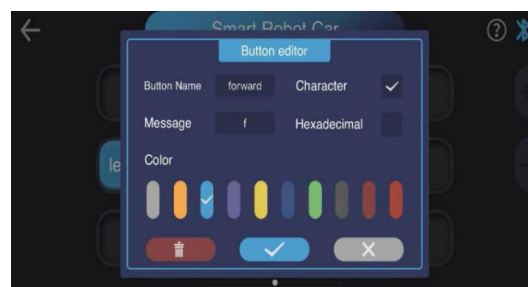 Smart Robot Car
Button editor
Button Name forward Character
Message f Hexadecimal
le
Color